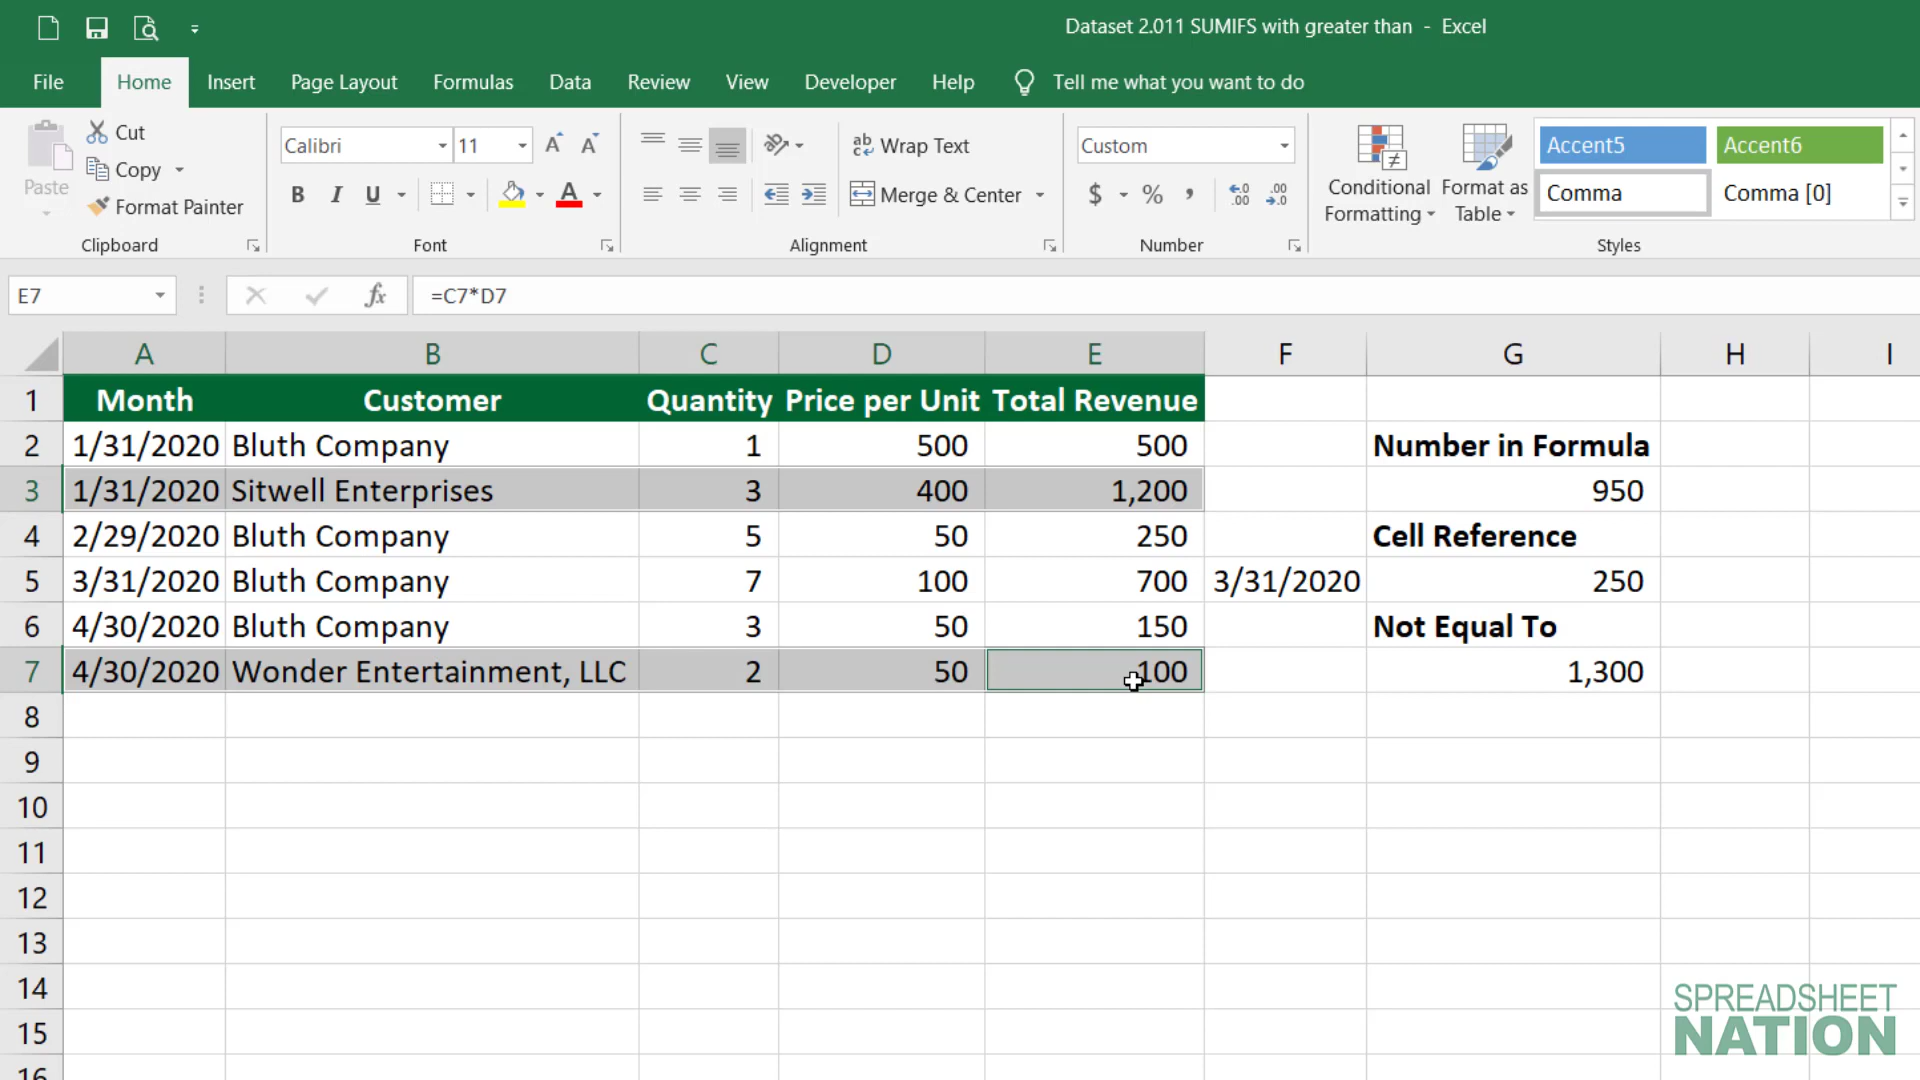 Dataset 2.011 SUMIFS with greater than - Excel
File Home Insert Page Layout Formulas Data Review View Developer Help Tell me what you want to do
Paste
Cut
Copy
Format Painter
Clipboard
Calibri 11
B I U
Font
Wrap Text
Merge & Center
Alignment
Custom
$ % ,
Number
Conditional Formatting
Format as Table
Accent5 Accent6
Comma Comma [0]
Styles
E7 fx =C7*D7
A B C D E F G H I
1 Month Customer Quantity Price per Unit Total Revenue
2 1/31/2020 Bluth Company 1 500 500 Number in Formula
3 1/31/2020 Sitwell Enterprises 3 400 1,200 950
4 2/29/2020 Bluth Company 5 50 250 Cell Reference
5 3/31/2020 Bluth Company 7 100 700 3/31/2020 250
6 4/30/2020 Bluth Company 3 50 150 Not Equal To
7 4/30/2020 Wonder Entertainment, LLC 2 50 100 1,300
8
9
10
11
12
13
14
15
16
SPREADSHEET
NATION